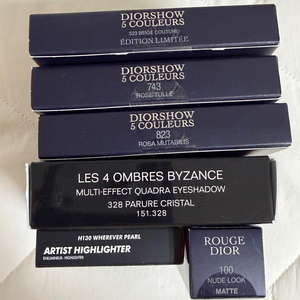 DIORSHOW
5 COULEURS
523 BEIGE COUTURE
ÉDITION LIMITÉE
DIORSHOW
5 COULEURS
743
ROSE TULLE
DIORSHOW
5 COULEURS
823
ROSA MUTABILIS
LES 4 OMBRES BYZANCE
MULTI-EFFECT QUADRA EYESHADOW
328 PARURE CRISTAL
151.328
H130 WHEREVER PEARL
ARTIST HIGHLIGHTER
ROUGE
DIOR
100
NUDE LOOK
MATTE